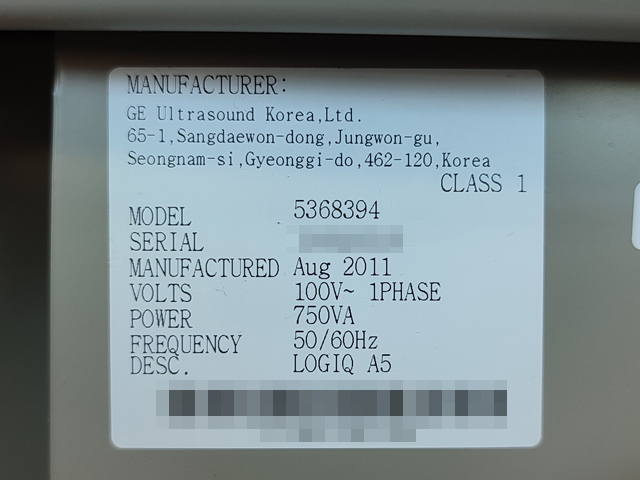 MANUFACTURER:
GE Ultrasound Korea,Ltd.
65-1,Sangdaewon-dong,Jungwon-gu,
Seongnam-si,Gyeonggi-do,462-120,Korea
CLASS 1
MODEL 5368394
SERIAL
MANUFACTURED Aug 2011
VOLTS 100V~ 1PHASE
POWER 750VA
FREQUENCY 50/60Hz
DESC. LOGIQ A5